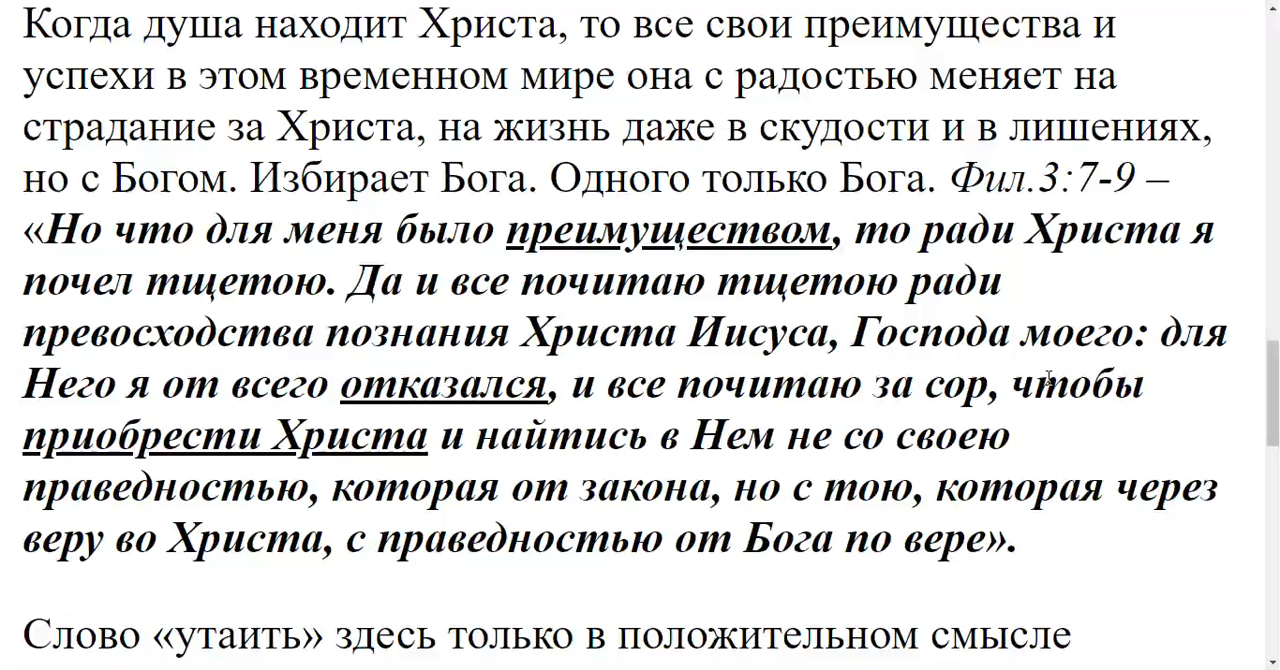 Когда душа находит Христа, то все свои преимущества и
успехи в этом временном мире она с радостью меняет на
страдание за Христа, на жизнь даже в скудости и в лишениях,
но с Богом. Избирает Бога. Одного только Бога. Фил.3:7-9 –
«Но что для меня было преимуществом, то ради Христа я
почел тщетою. Да и все почитаю тщетою ради
превосходства познания Христа Иисуса, Господа моего: для
Него я от всего отказался, и все почитаю за сор, чтобы
приобрести Христа и найтись в Нем не со своею
праведностью, которая от закона, но с тою, которая через
веру во Христа, с праведностью от Бога по вере».
Слово «утаить» здесь только в положительном смысле